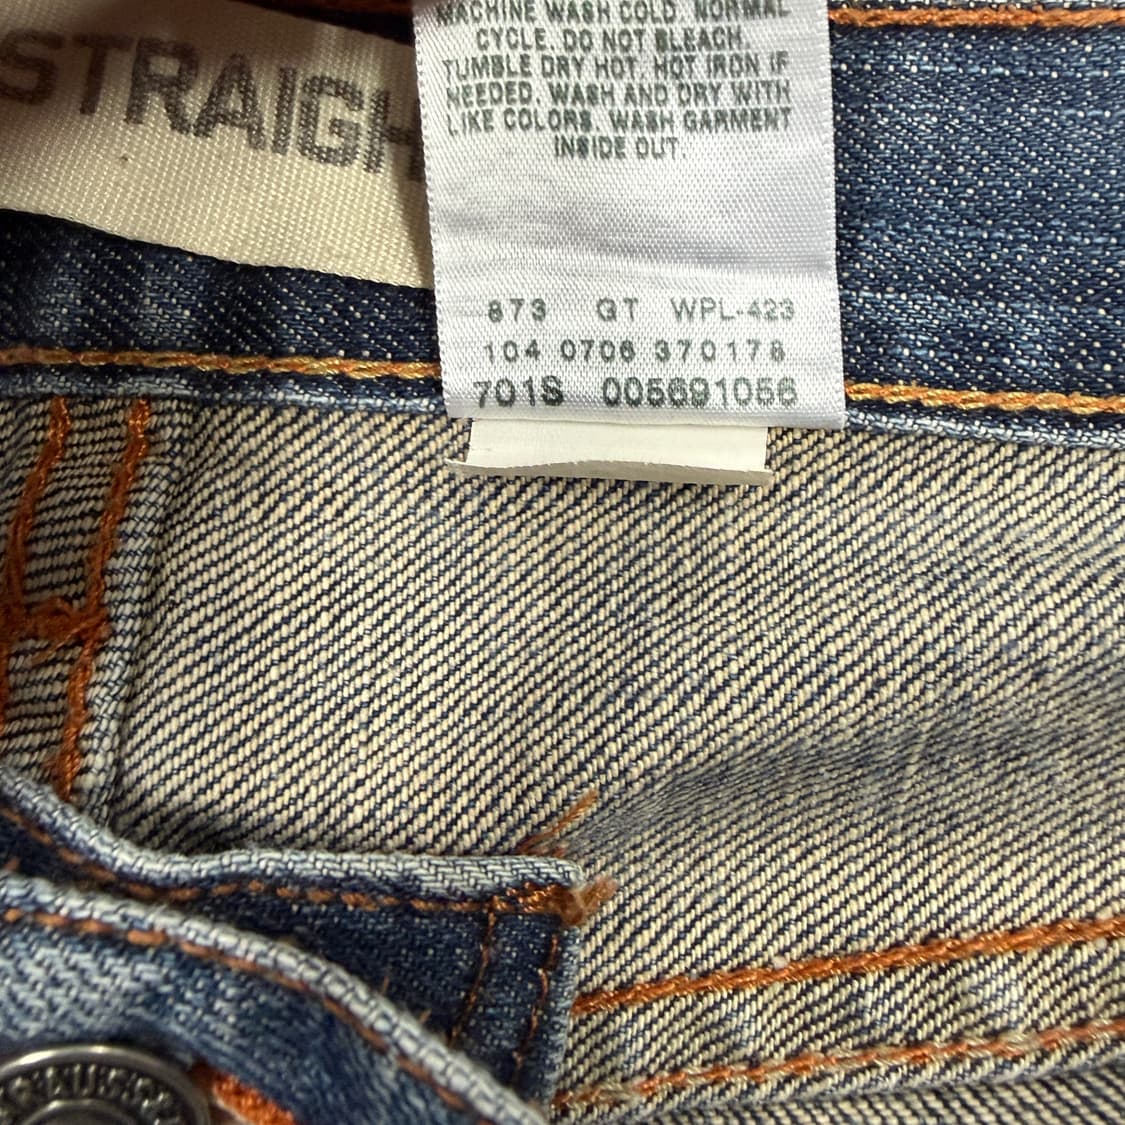 STRAIGH
MACHINE WASH COLD. NORMAL
CYCLE. DO NOT BLEACH.
TUMBLE DRY HOT. HOT IRON IF
NEEDED. WASH AND DRY WITH
LIKE COLORS. WASH GARMENT
INSIDE OUT.
873 GT WPL-423
104 0706 370178
701S 005691056